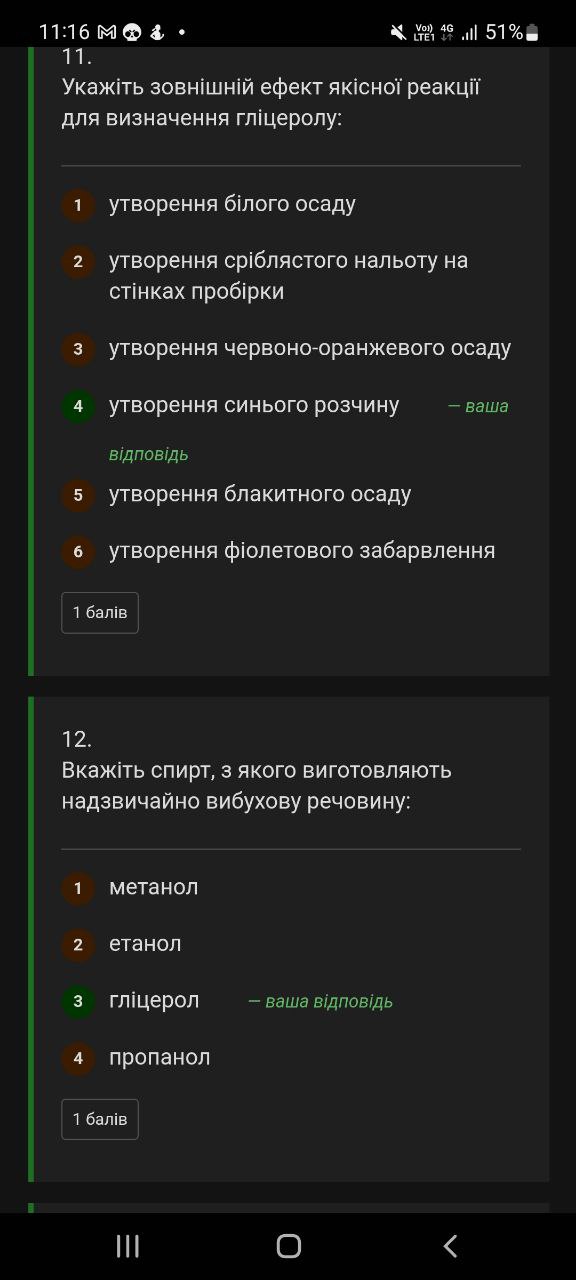 11:16 Vo)) LTE1 4G 51%
11.
Укажіть зовнішній ефект якісної реакції
для визначення гліцеролу:
1 утворення білого осаду
2 утворення сріблястого нальоту на
стінках пробірки
3 утворення червоно-оранжевого осаду
4 утворення синього розчину — ваша
відповідь
5 утворення блакитного осаду
6 утворення фіолетового забарвлення
1 балів
12.
Вкажіть спирт, з якого виготовляють
надзвичайно вибухову речовину:
1 метанол
2 етанол
3 гліцерол — ваша відповідь
4 пропанол
1 балів